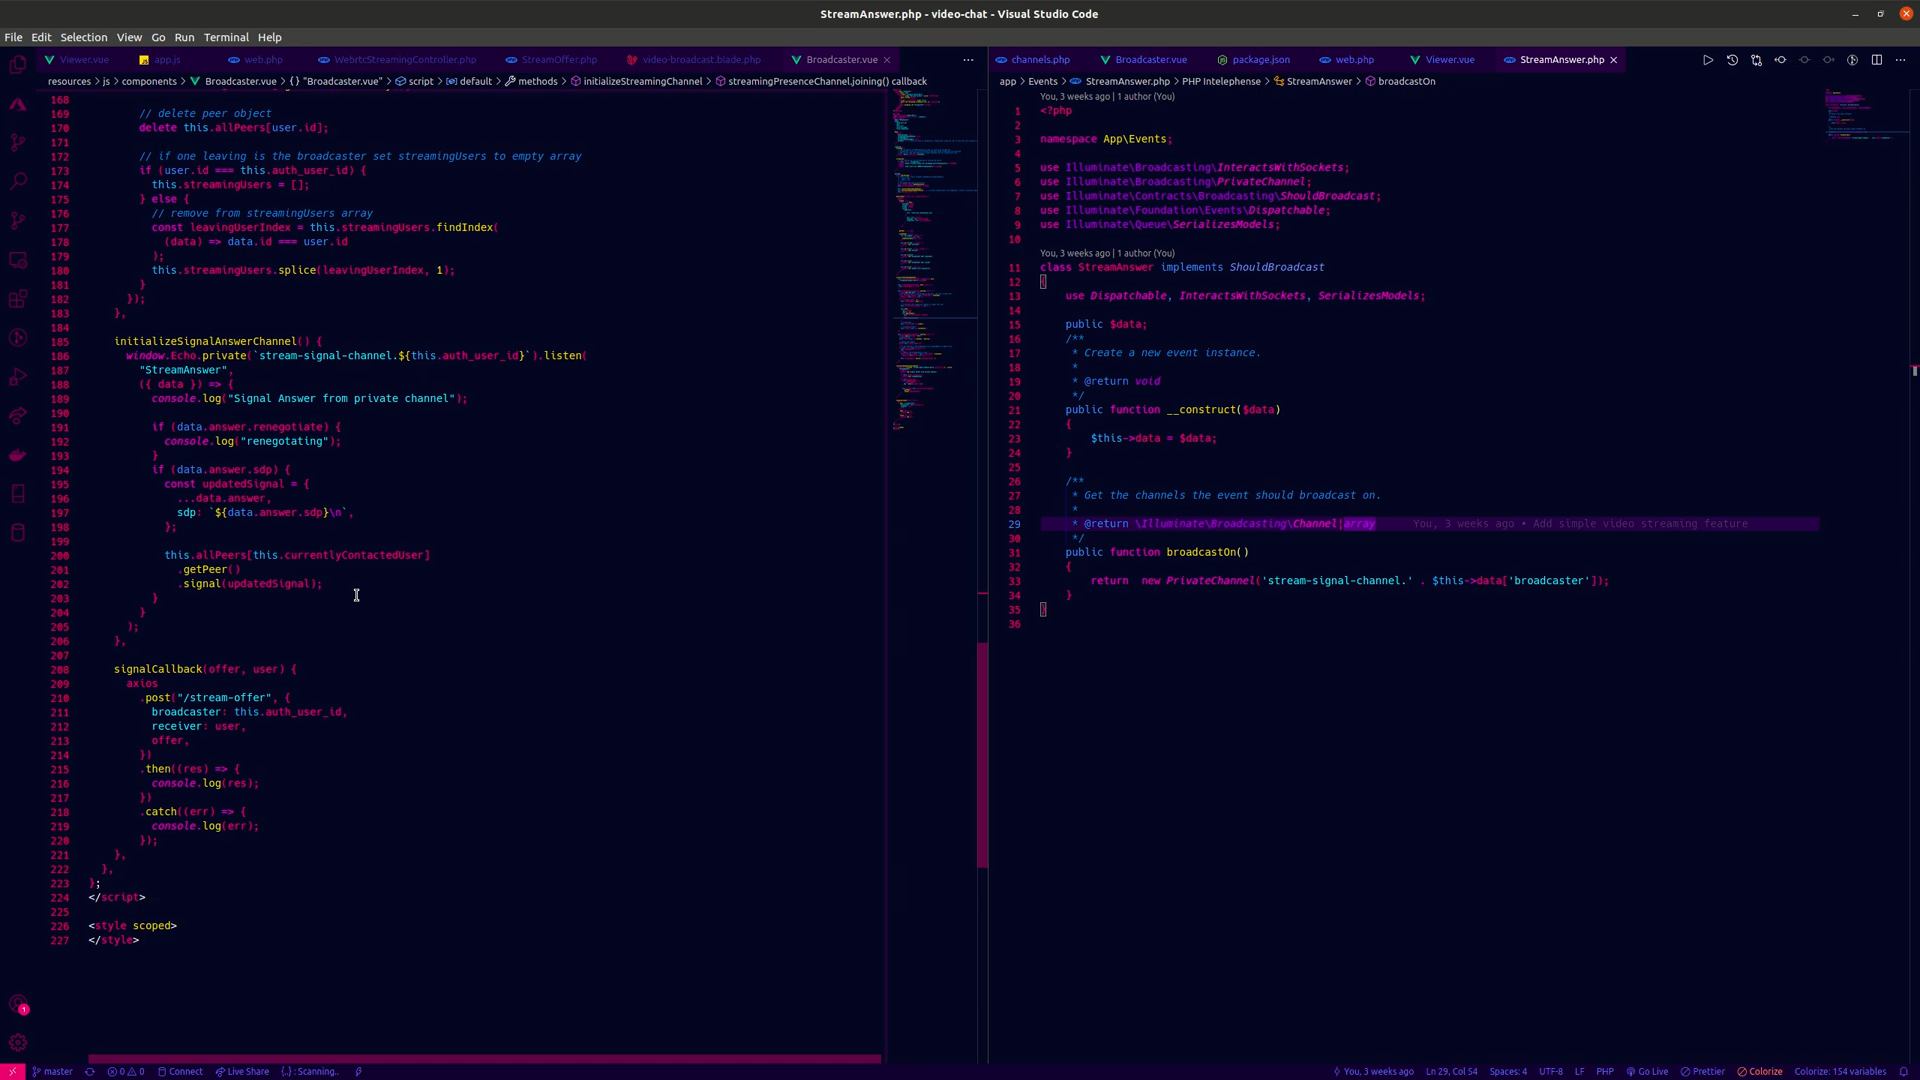 StreamAnswer.php - video-chat - Visual Studio Code
File Edit Selection View Go Run Terminal Help
Viewer.vue app.js web.php WebrtcStreamingController.php StreamOffer.php video-broadcast.blade.php Broadcaster.vue
resources > js > components > Broadcaster.vue > {} "Broadcaster.vue" > script > default > methods > initializeStreamingChannel > streamingPresenceChannel.joining() callback
168
169 // delete peer object
170 delete this.allPeers[user.id];
171
172 // if one leaving is the broadcaster set streamingUsers to empty array
173 if (user.id === this.auth_user_id) {
174 this.streamingUsers = [];
175 } else {
176 // remove from streamingUsers array
177 const leavingUserIndex = this.streamingUsers.findIndex(
178 (data) => data.id === user.id
179 );
180 this.streamingUsers.splice(leavingUserIndex, 1);
181 }
182 });
183 },
184
185 initializeSignalAnswerChannel() {
186 window.Echo.private(`stream-signal-channel.${this.auth_user_id}`).listen(
187 "StreamAnswer",
188 ({ data }) => {
189 console.log("Signal Answer from private channel");
190
191 if (data.answer.renegotiate) {
192 console.log("renegotating");
193 }
194 if (data.answer.sdp) {
195 const updatedSignal = {
196 ...data.answer,
197 sdp: `${data.answer.sdp}\n`,
198 };
199
200 this.allPeers[this.currentlyContactedUser]
201 .getPeer()
202 .signal(updatedSignal);
203 }
204 }
205 );
206 },
207
208 signalCallback(offer, user) {
209 axios
210 .post("/stream-offer", {
211 broadcaster: this.auth_user_id,
212 receiver: user,
213 offer,
214 })
215 .then((res) => {
216 console.log(res);
217 })
218 .catch((err) => {
219 console.log(err);
220 });
221 },
222 },
223 };
224 </script>
225
226 <style scoped>
227 </style>
channels.php Broadcaster.vue package.json web.php Viewer.vue StreamAnswer.php
app > Events > StreamAnswer.php > PHP Intelephense > StreamAnswer > broadcastOn
You, 3 weeks ago | 1 author (You)
1 <?php
2
3 namespace App\Events;
4
5 use Illuminate\Broadcasting\InteractsWithSockets;
6 use Illuminate\Broadcasting\PrivateChannel;
7 use Illuminate\Contracts\Broadcasting\ShouldBroadcast;
8 use Illuminate\Foundation\Events\Dispatchable;
9 use Illuminate\Queue\SerializesModels;
10
You, 3 weeks ago | 1 author (You)
11 class StreamAnswer implements ShouldBroadcast
12 {
13 use Dispatchable, InteractsWithSockets, SerializesModels;
14
15 public $data;
16 /**
17 * Create a new event instance.
18 *
19 * @return void
20 */
21 public function __construct($data)
22 {
23 $this->data = $data;
24 }
25
26 /**
27 * Get the channels the event should broadcast on.
28 *
29 * @return \Illuminate\Broadcasting\Channel|array You, 3 weeks ago • Add simple video streaming feature
30 */
31 public function broadcastOn()
32 {
33 return new PrivateChannel('stream-signal-channel.' . $this->data['broadcaster']);
34 }
35 }
36
1
master 0 0 Connect Live Share {..} : Scanning.. You, 3 weeks ago Ln 29, Col 54 Spaces: 4 UTF-8 LF PHP Go Live Prettier Colorize Colorize: 154 variables